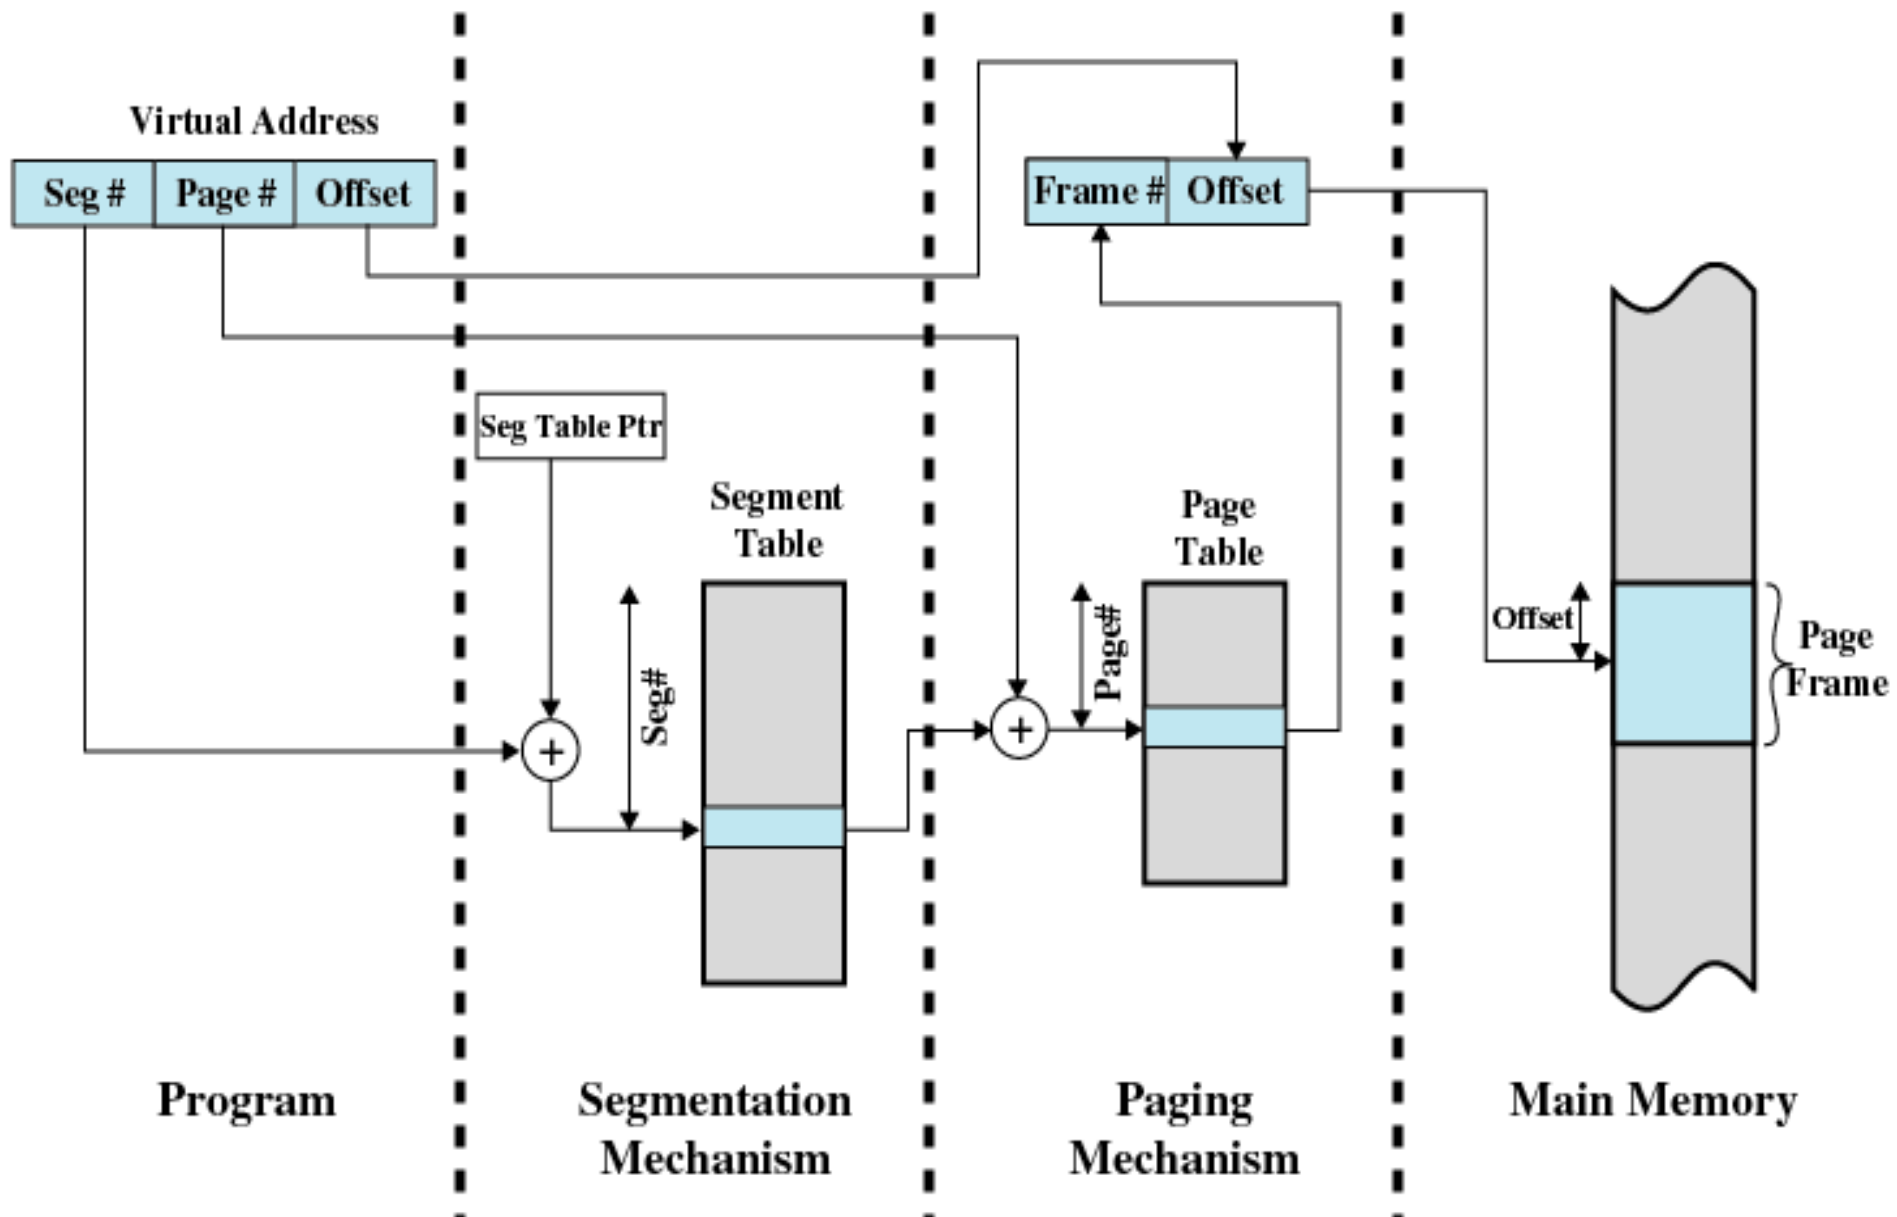 Virtual Address
Seg #
Page #
Offset
Frame #
Offset
Seg Table Ptr
Segment
Table
Seg#
+
Page
Table
Page#
+
Offset
Page
Frame
Program
Segmentation
Mechanism
Paging
Mechanism
Main Memory